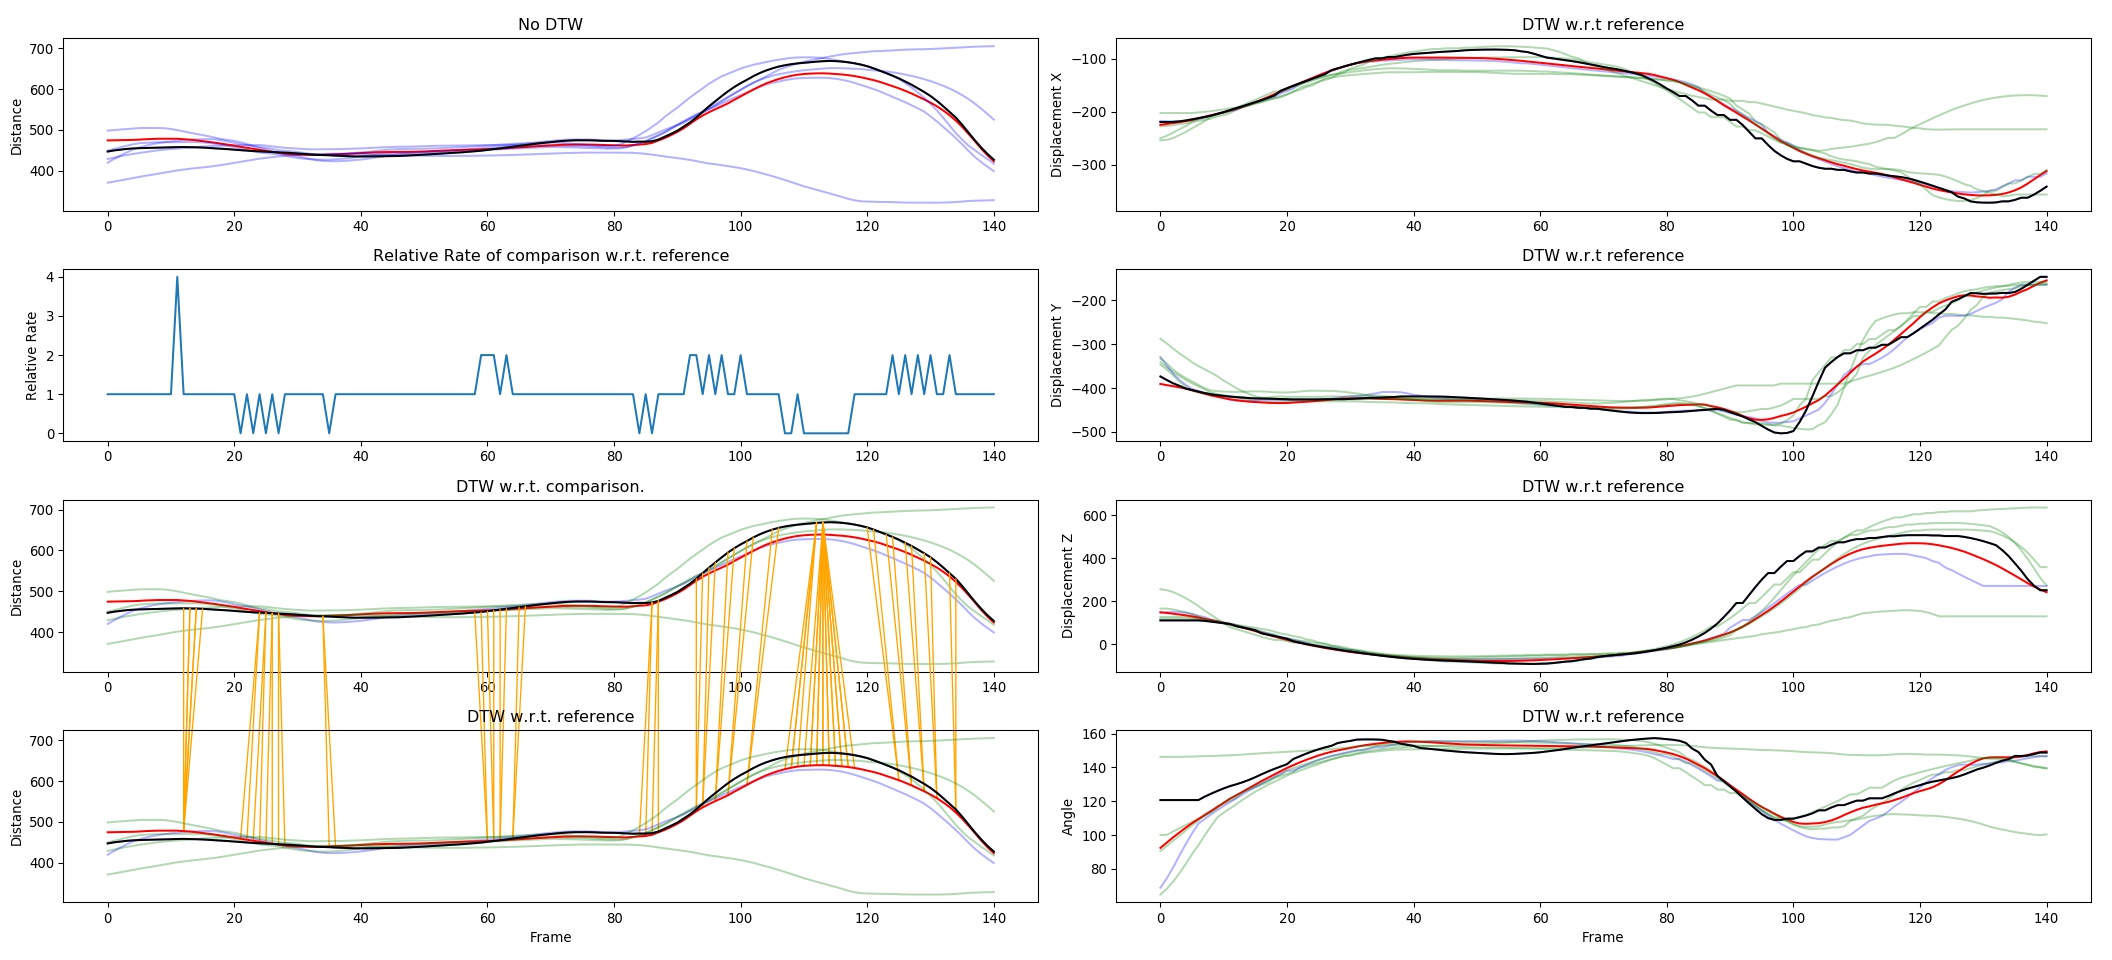 No DTW
Distance
700
600
500
400
0 20 40 60 80 100 120 140
DTW w.r.t reference
Displacement X
−100
−200
−300
0 20 40 60 80 100 120 140
Relative Rate of comparison w.r.t. reference
Relative Rate
4
3
2
1
0
0 20 40 60 80 100 120 140
DTW w.r.t reference
Displacement Y
−200
−300
−400
−500
0 20 40 60 80 100 120 140
DTW w.r.t. comparison.
Distance
700
600
500
400
0 20 40 60 80 100 120 140
DTW w.r.t reference
Displacement Z
600
400
200
0
0 20 40 60 80 100 120 140
DTW w.r.t. reference
Distance
700
600
500
400
0 20 40 60 80 100 120 140
Frame
DTW w.r.t reference
Angle
160
140
120
100
80
0 20 40 60 80 100 120 140
Frame